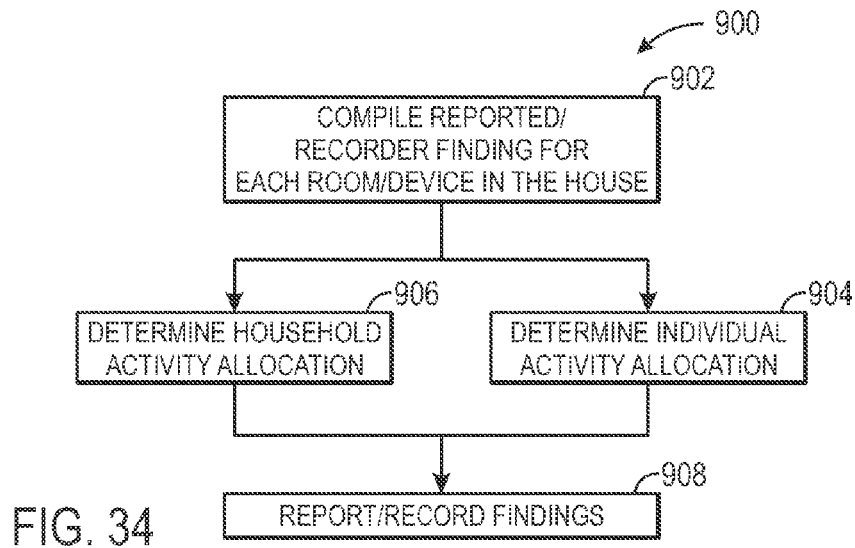 900
902
COMPILE REPORTED/
RECORDER FINDING FOR
EACH ROOM/DEVICE IN THE HOUSE
906
904
DETERMINE HOUSEHOLD
ACTIVITY ALLOCATION
DETERMINE INDIVIDUAL
ACTIVITY ALLOCATION
908
REPORT/RECORD FINDINGS
FIG. 34